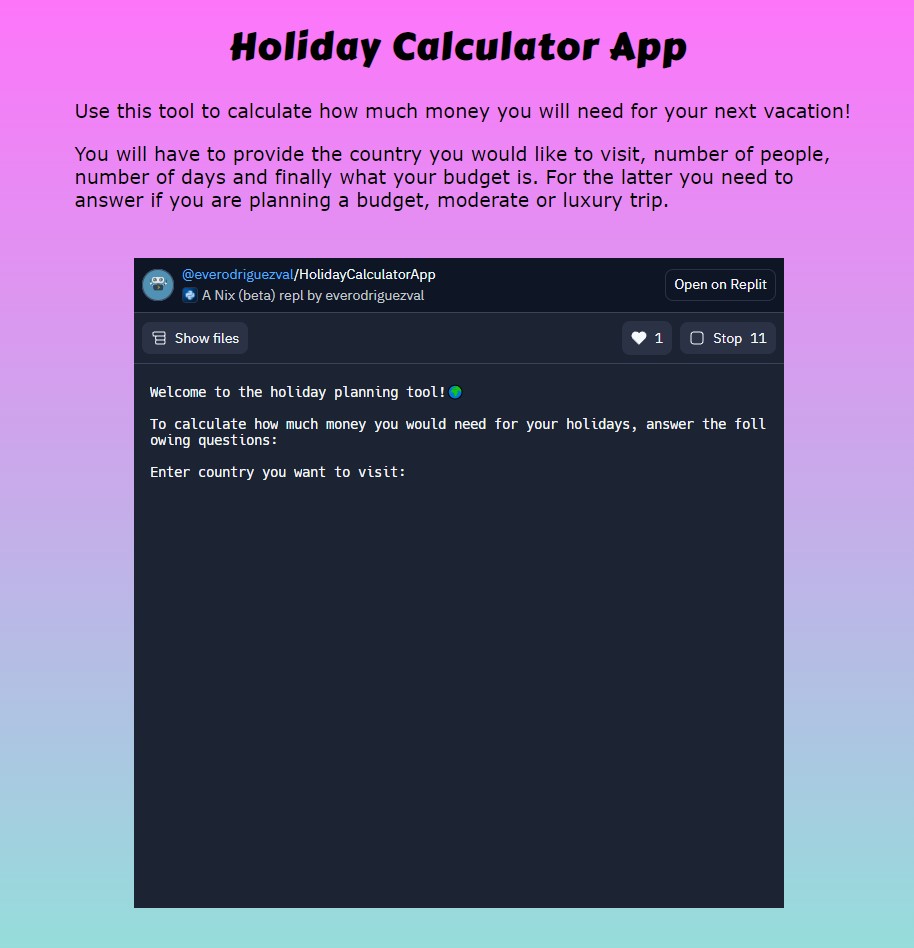 Holiday Calculator App
Use this tool to calculate how much money you will need for your next vacation!
You will have to provide the country you would like to visit, number of people,
number of days and finally what your budget is. For the latter you need to
answer if you are planning a budget, moderate or luxury trip.
@everodriguezval/HolidayCalculatorApp
A Nix (beta) repl by everodriguezval
Open on Replit
Show files
1
Stop 11
Welcome to the holiday planning tool!🌍
To calculate how much money you would need for your holidays, answer the foll
owing questions:
Enter country you want to visit: